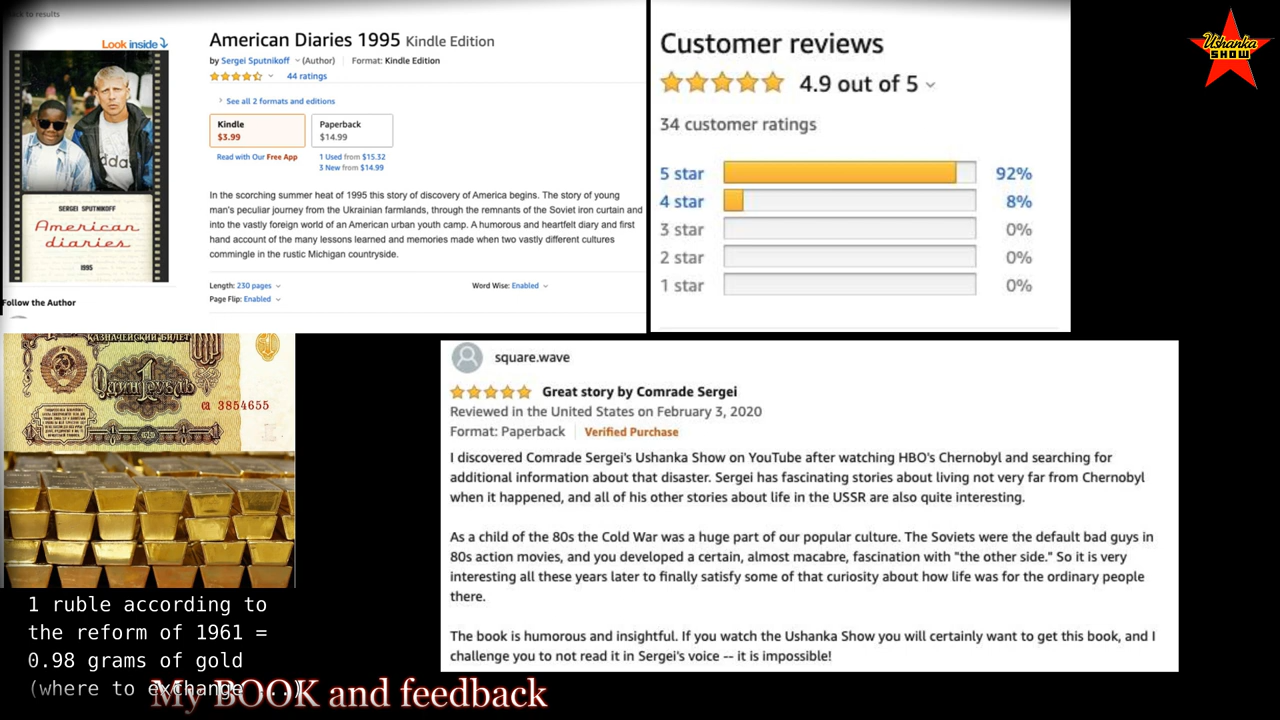 to results
Look inside
American Diaries 1995 Kindle Edition
by Sergei Sputnikoff (Author) Format: Kindle Edition
44 ratings
See all 2 formats and editions
Kindle
$3.99
Paperback
$14.99
Read with Our Free App
1 Used from $15.32
3 New from $14.99
In the scorching summer heat of 1995 this story of discovery of America begins. The story of young
man's peculiar journey from the Ukrainian farmlands, through the remnants of the Soviet iron curtain and
into the vastly foreign world of an American urban youth camp. A humorous and heartfelt diary and first
hand account of the many lessons learned and memories made when two vastly different cultures
commingle in the rustic Michigan countryside.
Length: 230 pages
Word Wise: Enabled
Page Flip: Enabled
SERGEI SPUTNIKOFF
American
diaries
1995
Follow the Author
Customer reviews
4.9 out of 5
34 customer ratings
5 star 92%
4 star 8%
3 star 0%
2 star 0%
1 star 0%
Ushanka
SHOW
КАЗНАЧЕЙСКИЙ БИЛЕТ
1
Один рубль
са 3854655
1 ruble according to
the reform of 1961 =
0.98 grams of gold
(where to exchange ...)
My BOOK and feedback
square.wave
Great story by Comrade Sergei
Reviewed in the United States on February 3, 2020
Format: Paperback Verified Purchase
I discovered Comrade Sergei's Ushanka Show on YouTube after watching HBO's Chernobyl and searching for
additional information about that disaster. Sergei has fascinating stories about living not very far from Chernobyl
when it happened, and all of his other stories about life in the USSR are also quite interesting.
As a child of the 80s the Cold War was a huge part of our popular culture. The Soviets were the default bad guys in
80s action movies, and you developed a certain, almost macabre, fascination with "the other side." So it is very
interesting all these years later to finally satisfy some of that curiosity about how life was for the ordinary people
there.
The book is humorous and insightful. If you watch the Ushanka Show you will certainly want to get this book, and I
challenge you to not read it in Sergei's voice -- it is impossible!